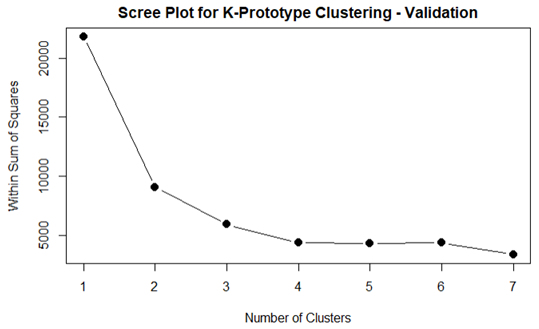 Scree Plot for K-Prototype Clustering - Validation
Within Sum of Squares
20000
15000
10000
5000
1 2 3 4 5 6 7
Number of Clusters